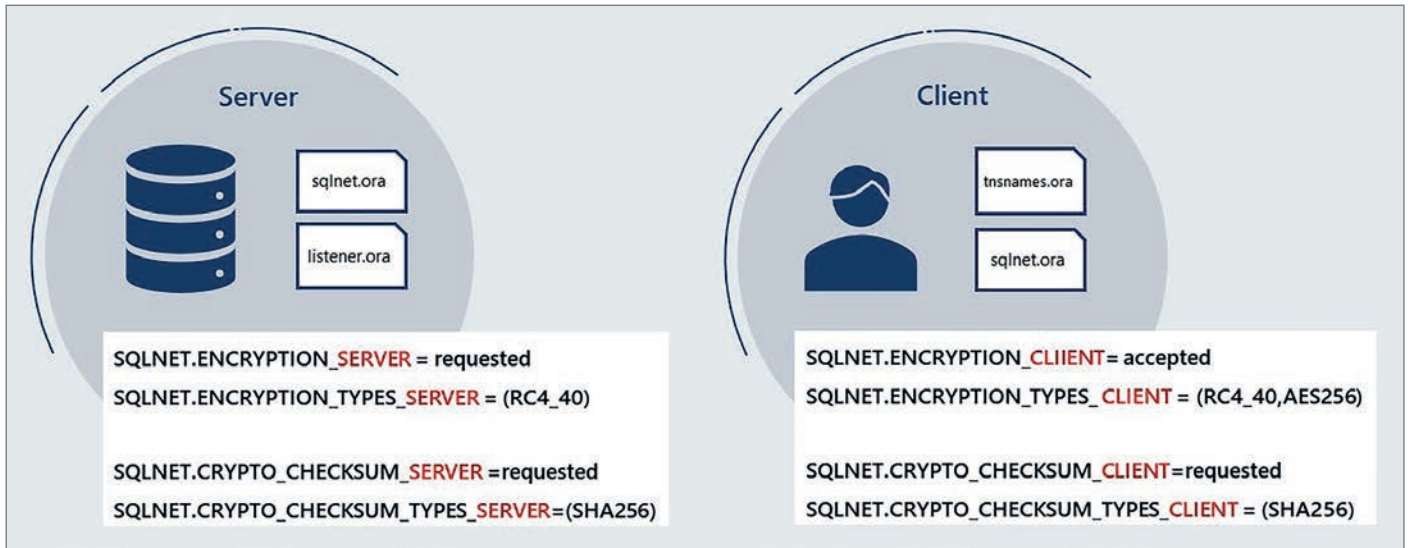 Server
sqlnet.ora
listener.ora
SQLNET.ENCRYPTION_SERVER = requested
SQLNET.ENCRYPTION_TYPES_SERVER = (RC4_40)
SQLNET.CRYPTO_CHECKSUM_SERVER =requested
SQLNET.CRYPTO_CHECKSUM_TYPES_SERVER=(SHA256)
Client
tnsnames.ora
sqlnet.ora
SQLNET.ENCRYPTION_CLIIENT= accepted
SQLNET.ENCRYPTION_TYPES_ CLIENT = (RC4_40,AES256)
SQLNET.CRYPTO_CHECKSUM_CLIENT=requested
SQLNET.CRYPTO_CHECKSUM_TYPES_CLIENT = (SHA256)